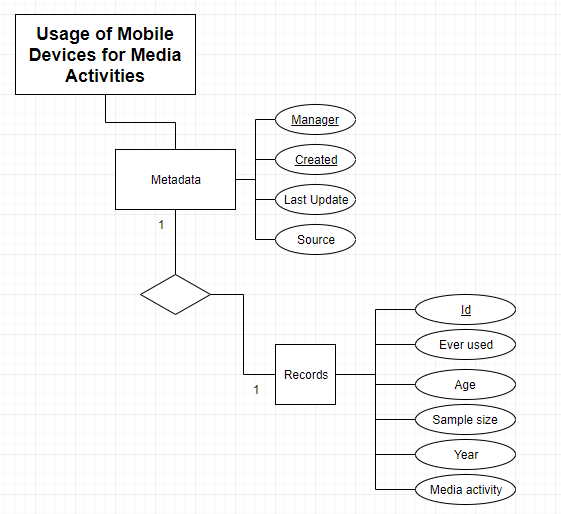 Usage of Mobile
Devices for Media
Activities
Manager
Created
Metadata
Last Update
1
Source
Id
Ever used
Records
Age
1
Sample size
Year
Media activity